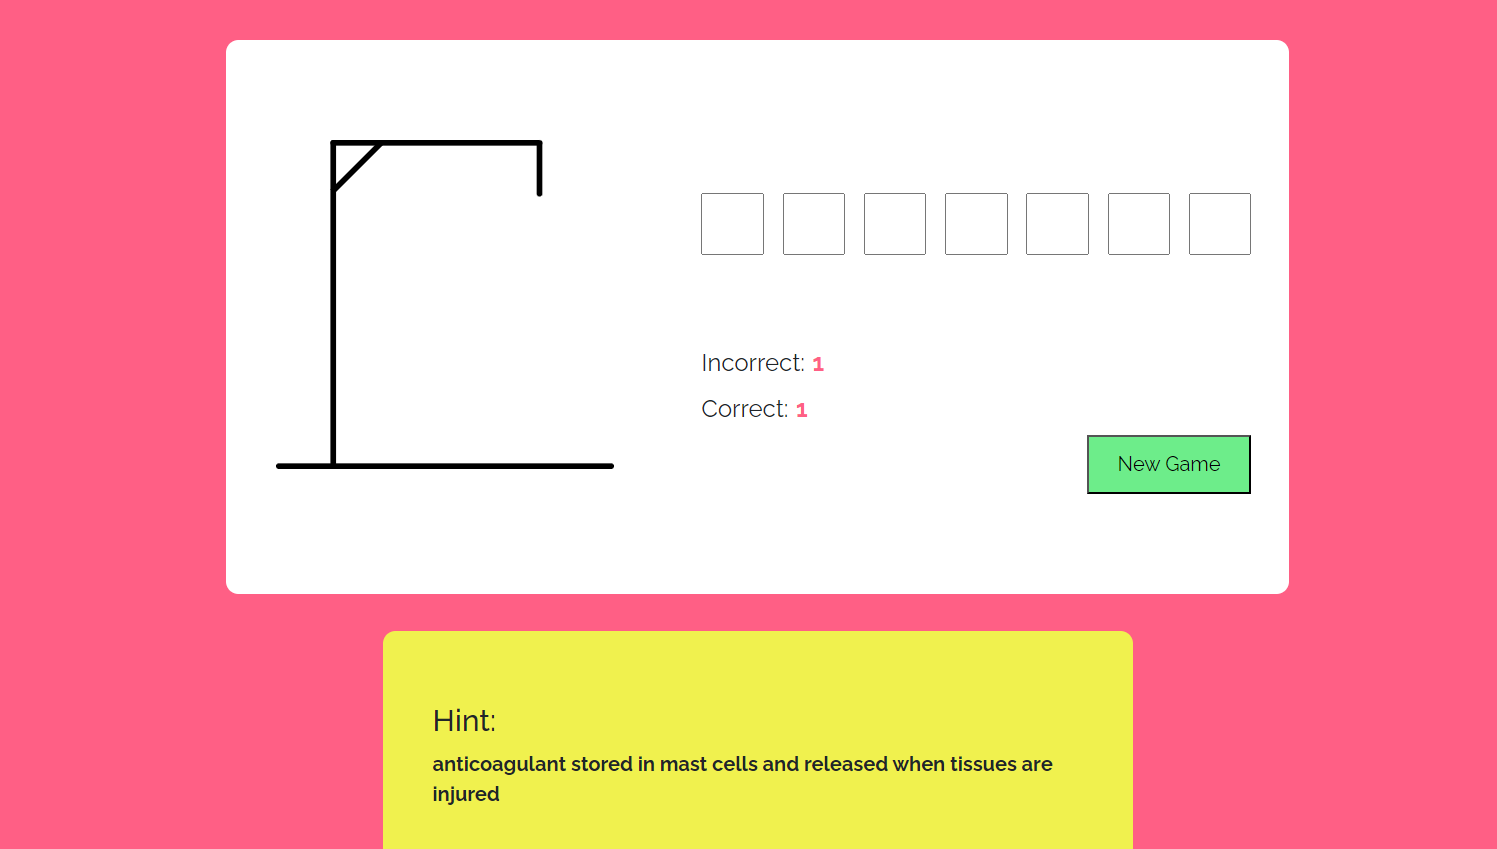 Incorrect: 1
Correct: 1
New Game
Hint:
anticoagulant stored in mast cells and released when tissues are
injured